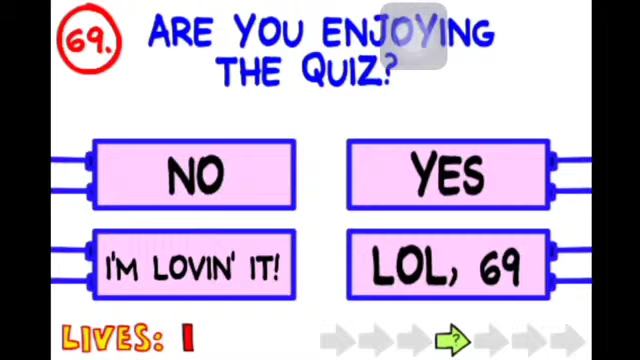 69.
ARE YOU ENJOYING
THE QUIZ?
NO
YES
I'M LOVIN' IT!
LOL, 69
LIVES: 1
?